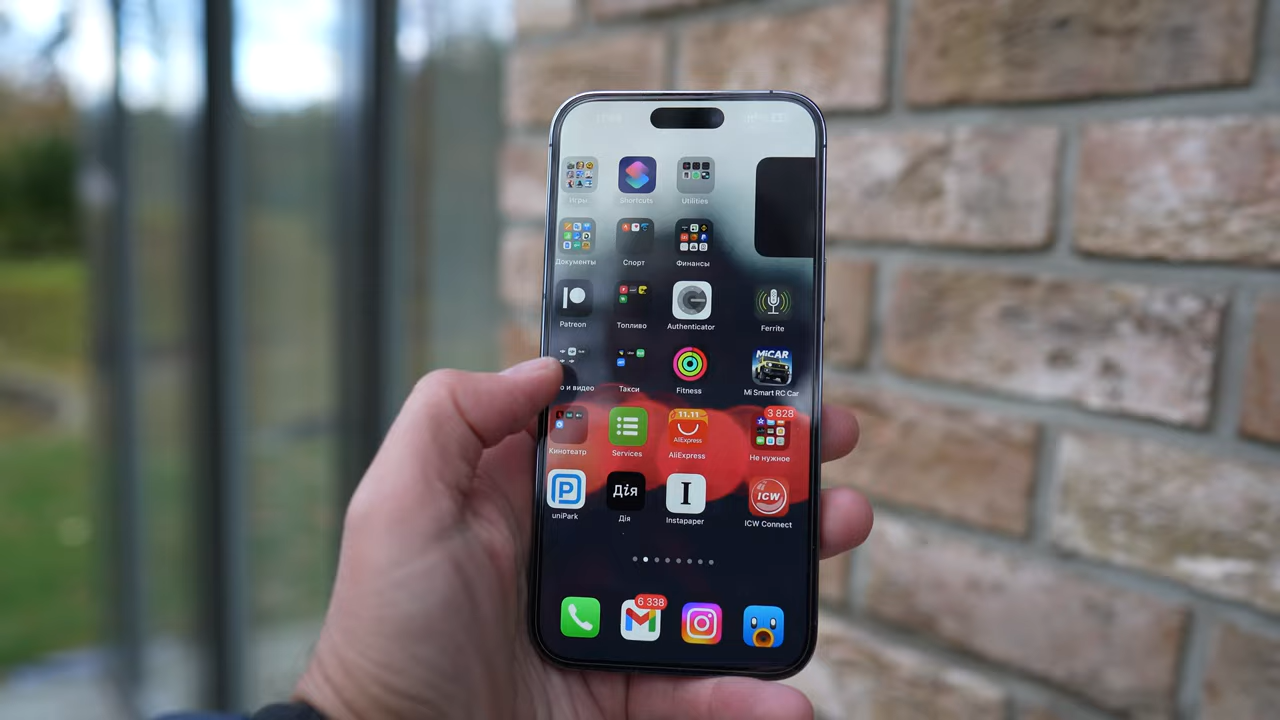 Игры Shortcuts Utilities
Документы Спорт Финансы
Patreon Топливо Authenticator Ferrite
MiCAR
о и видео Такси Fitness Mi Smart RC Car
11.11 3 828
AliExpress
Кинотеатр Services AliExpress Не нужное
P Дія I ICW
uniPark Дія Instapaper ICW Connect
6 338